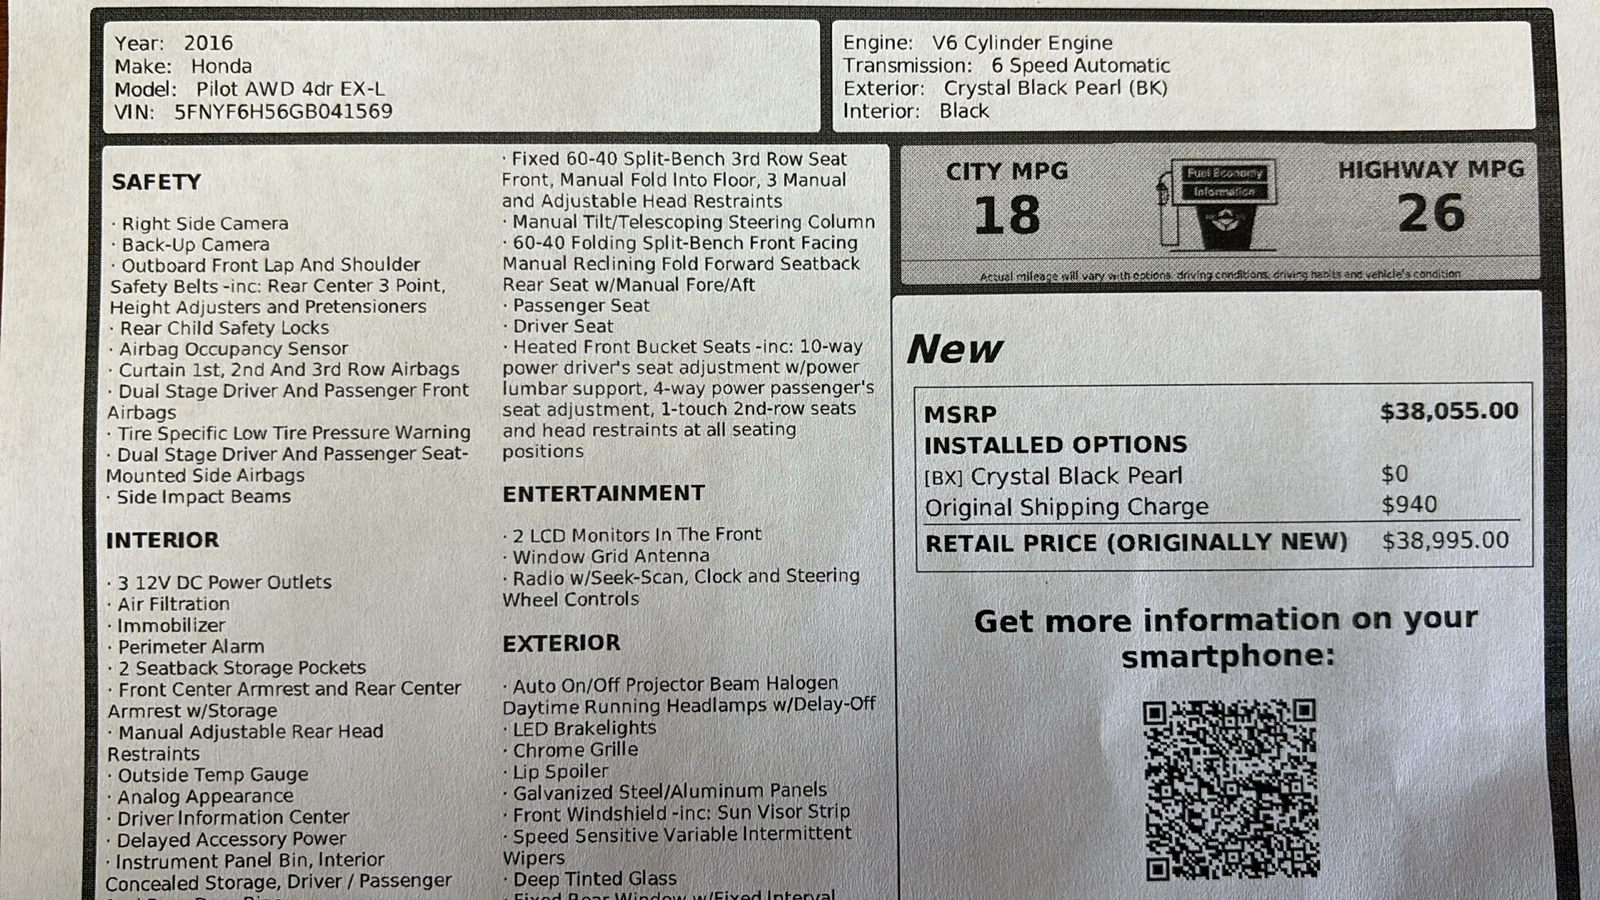 Year: 2016
Make: Honda
Model: Pilot AWD 4dr EX-L
VIN: 5FNYF6H56GB041569
Engine: V6 Cylinder Engine
Transmission: 6 Speed Automatic
Exterior: Crystal Black Pearl (BK)
Interior: Black
SAFETY
· Right Side Camera
· Back-Up Camera
· Outboard Front Lap And Shoulder
Safety Belts -inc: Rear Center 3 Point,
Height Adjusters and Pretensioners
· Rear Child Safety Locks
· Airbag Occupancy Sensor
· Curtain 1st, 2nd And 3rd Row Airbags
· Dual Stage Driver And Passenger Front
Airbags
· Tire Specific Low Tire Pressure Warning
· Dual Stage Driver And Passenger Seat-
Mounted Side Airbags
· Side Impact Beams
INTERIOR
· 3 12V DC Power Outlets
· Air Filtration
· Immobilizer
· Perimeter Alarm
· 2 Seatback Storage Pockets
· Front Center Armrest and Rear Center
Armrest w/Storage
· Manual Adjustable Rear Head
Restraints
· Outside Temp Gauge
· Analog Appearance
· Driver Information Center
· Delayed Accessory Power
· Instrument Panel Bin, Interior
Concealed Storage, Driver / Passenger
· Fixed 60-40 Split-Bench 3rd Row Seat
Front, Manual Fold Into Floor, 3 Manual
and Adjustable Head Restraints
· Manual Tilt/Telescoping Steering Column
· 60-40 Folding Split-Bench Front Facing
Manual Reclining Fold Forward Seatback
Rear Seat w/Manual Fore/Aft
· Passenger Seat
· Driver Seat
· Heated Front Bucket Seats -inc: 10-way
power driver's seat adjustment w/power
lumbar support, 4-way power passenger's
seat adjustment, 1-touch 2nd-row seats
and head restraints at all seating
positions
ENTERTAINMENT
· 2 LCD Monitors In The Front
· Window Grid Antenna
· Radio w/Seek-Scan, Clock and Steering
Wheel Controls
EXTERIOR
· Auto On/Off Projector Beam Halogen
Daytime Running Headlamps w/Delay-Off
· LED Brakelights
· Chrome Grille
· Lip Spoiler
· Galvanized Steel/Aluminum Panels
· Front Windshield -inc: Sun Visor Strip
· Speed Sensitive Variable Intermittent
Wipers
· Deep Tinted Glass
· Fixed Rear Window w/Fixed Interval
CITY MPG
18
Fuel Economy
Information
HIGHWAY MPG
26
Actual mileage will vary with options, driving conditions, driving habits and vehicle's condition
New
MSRP $38,055.00
INSTALLED OPTIONS
[BX] Crystal Black Pearl $0
Original Shipping Charge $940
RETAIL PRICE (ORIGINALLY NEW) $38,995.00
Get more information on your
smartphone: